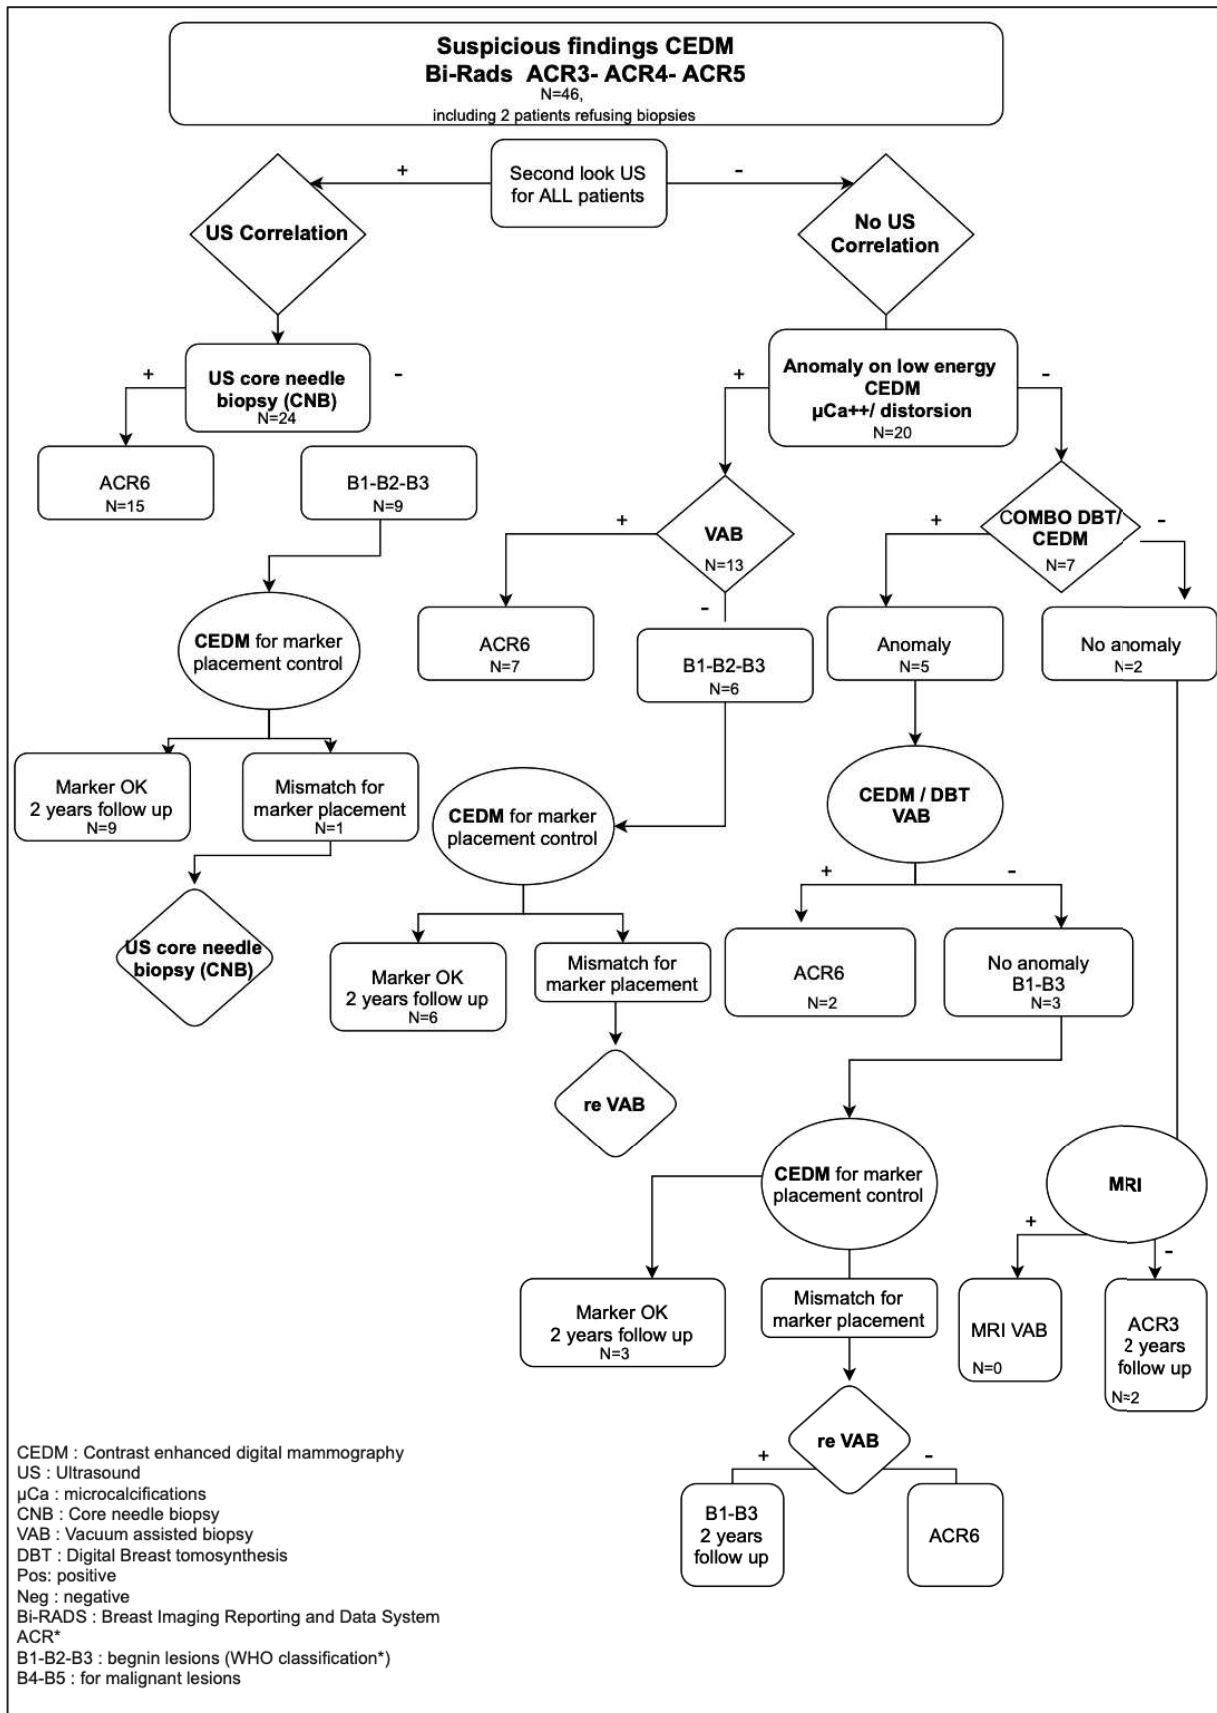 Suspicious findings CEDM
Bi-Rads ACR3- ACR4- ACR5
N=46,
including 2 patients refusing biopsies
Second look US
for ALL patients
+
-
US Correlation
No US
Correlation
US core needle
biopsy (CNB)
N=24
+
-
Anomaly on low energy
CEDM
µCa++/ distorsion
N=20
+
-
ACR6
N=15
B1-B2-B3
N=9
VAB
N=13
+
-
COMBO DBT/
CEDM
N=7
+
-
CEDM for marker
placement control
ACR6
N=7
B1-B2-B3
N=6
Anomaly
N=5
No anomaly
N=2
Marker OK
2 years follow up
N=9
Mismatch for
marker placement
N=1
CEDM for marker
placement control
CEDM / DBT
VAB
+
-
US core needle
biopsy (CNB)
Marker OK
2 years follow up
N=6
Mismatch for
marker placement
ACR6
N=2
No anomaly
B1-B3
N=3
re VAB
CEDM for marker
placement control
MRI
+
-
Marker OK
2 years follow up
N=3
Mismatch for
marker placement
MRI VAB
N=0
ACR3
2 years
follow up
N=2
re VAB
+
-
B1-B3
2 years
follow up
ACR6
CEDM : Contrast enhanced digital mammography
US : Ultrasound
µCa : microcalcifications
CNB : Core needle biopsy
VAB : Vacuum assisted biopsy
DBT : Digital Breast tomosynthesis
Pos: positive
Neg : negative
Bi-RADS : Breast Imaging Reporting and Data System
ACR*
B1-B2-B3 : begnin lesions (WHO classification*)
B4-B5 : for malignant lesions